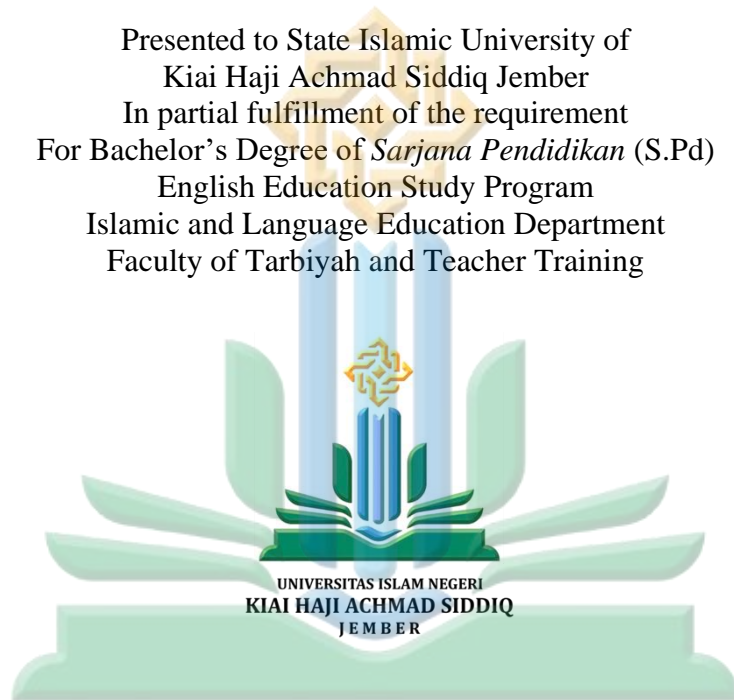 Presented to State Islamic University of
Kiai Haji Achmad Siddiq Jember
In partial fulfillment of the requirement
For Bachelor’s Degree of Sarjana Pendidikan (S.Pd)
English Education Study Program
Islamic and Language Education Department
Faculty of Tarbiyah and Teacher Training
UNIVERSITAS ISLAM NEGERI
KIAI HAJI ACHMAD SIDDIQ
JEMBER